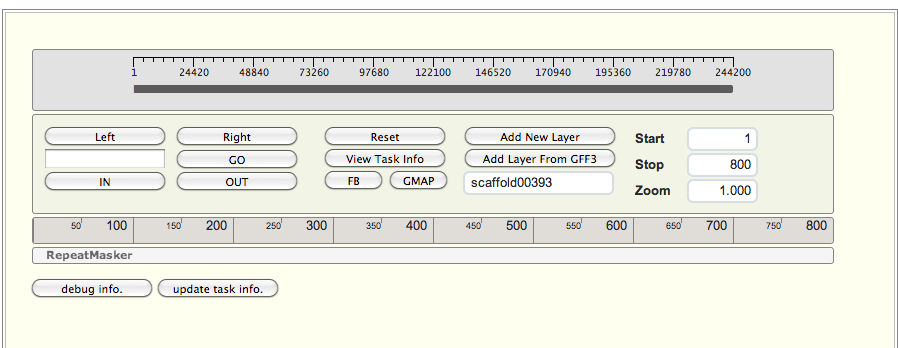 1 24420 48840 73260 97680 122100 146520 170940 195360 219780 244200
Left Right Reset Add New Layer Start 1
GO View Task Info Add Layer From GFF3 Stop 800
IN OUT FB GMAP scaffold00393 Zoom 1.000
50 100 150 200 250 300 350 400 450 500 550 600 650 700 750 800
RepeatMasker
debug info. update task info.